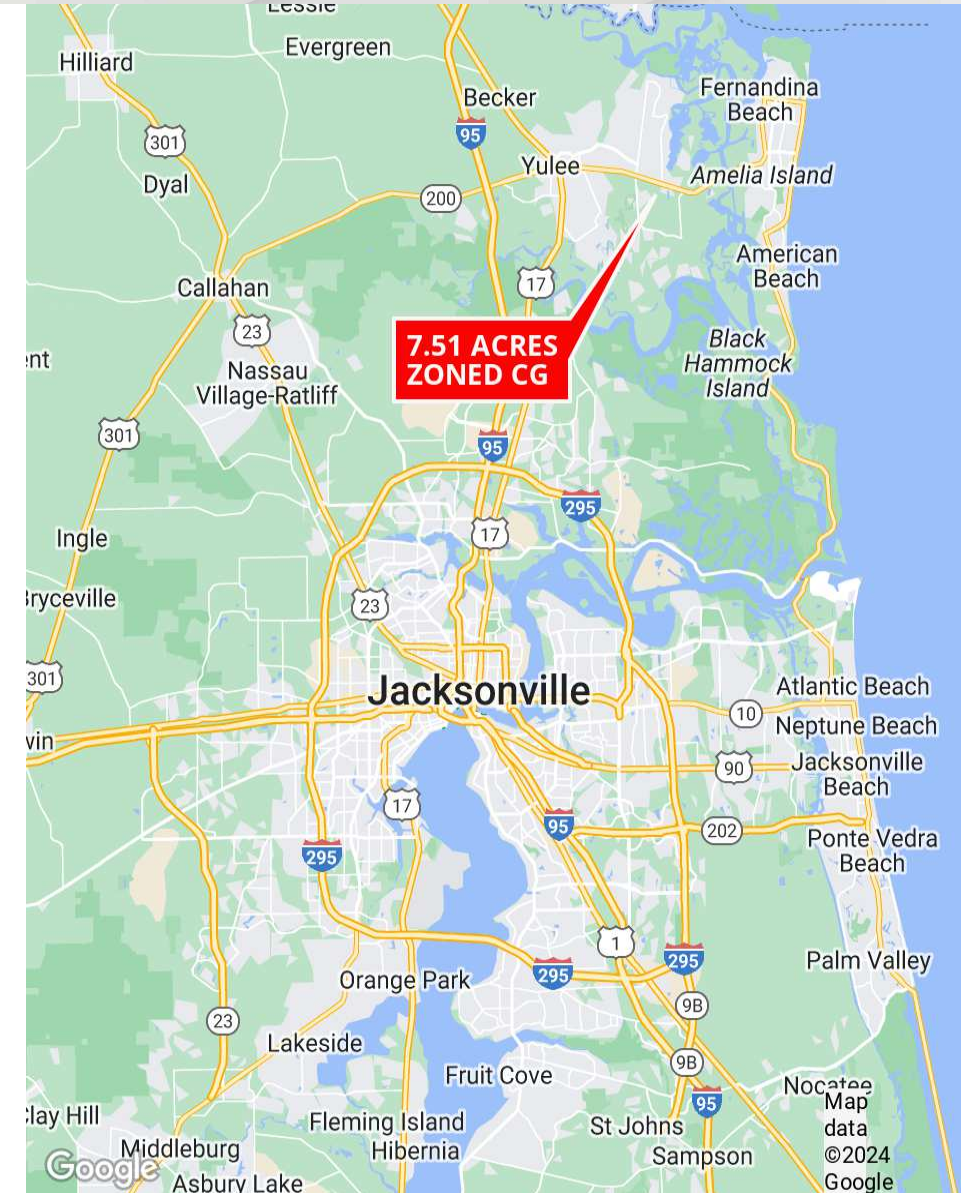 Lessie
Evergreen
Hilliard
Fernandina
Beach
Becker
95
301
Yulee
Dyal
Amelia Island
200
American
Beach
17
Callahan
23
7.51 ACRES
ZONED CG
Black
Hammock
Island
ent
Nassau
Village-Ratliff
301
95
295
17
Ingle
Bryceville
23
301
Jacksonville
Atlantic Beach
10
Neptune Beach
win
90
Jacksonville
Beach
17
95
202
Ponte Vedra
Beach
295
1
Palm Valley
295
295
Orange Park
9B
23
Lakeside
9B
Fruit Cove
Nocatee
95
Map
data
©2024
Google
Clay Hill
Fleming Island
St Johns
Middleburg
Hibernia
Sampson
Google
Asbury Lake